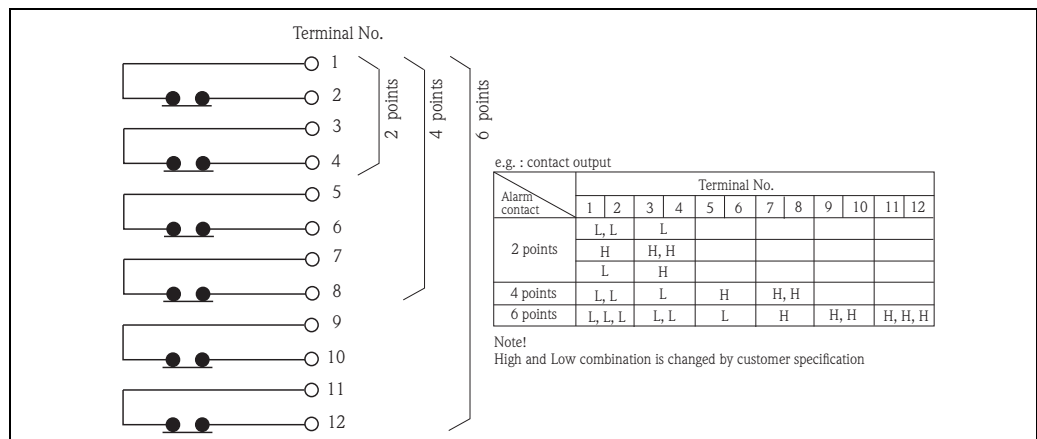 Terminal No.
1
2
3
4
5
6
7
8
9
10
11
12
2 points
4 points
6 points
e.g. : contact output
Alarm contact Terminal No.
1 2 3 4 5 6 7 8 9 10 11 12
2 points
L, L L
H H, H
L H
4 points L, L L H H, H
6 points L, L, L L, L L H H, H H, H, H
Note!
High and Low combination is changed by customer specification